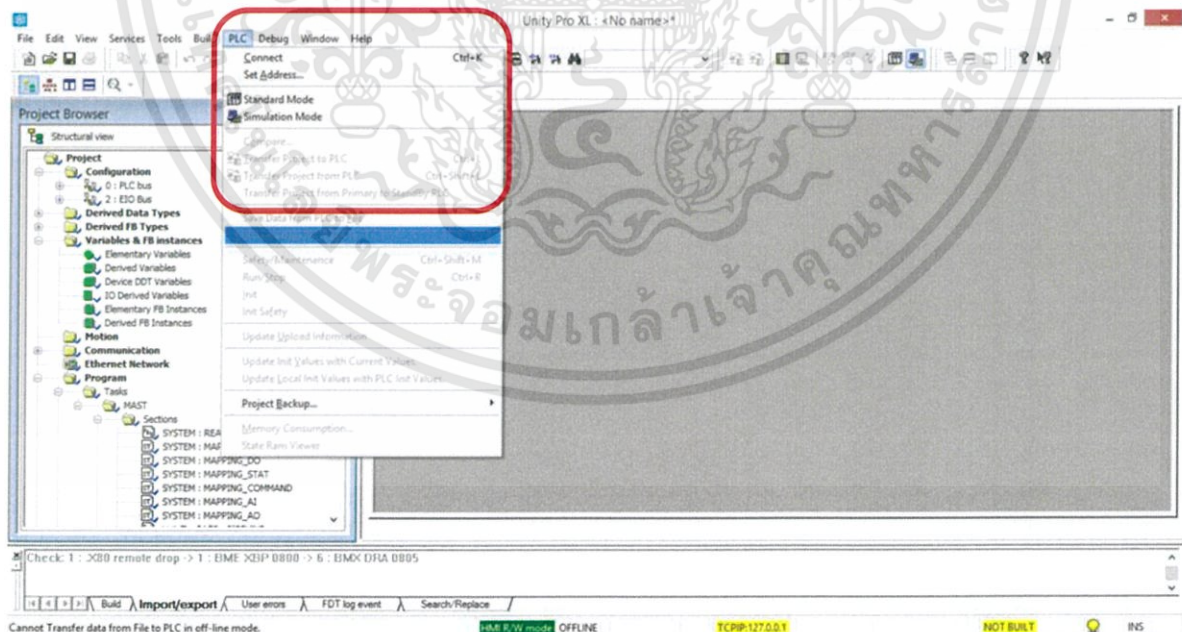 Unity Pro XL : <No name>*
File Edit View Services Tools Buil PLC Debug Window Help
Connect Ctrl+K
Set Address...
Standard Mode
Simulation Mode
Compare...
Transfer Project to PLC Ctrl+L
Transfer Project from PLC Ctrl+Shift+L
Transfer Project from Primary to Standby PLC
Save Data from PLC to File
Safety/Maintenance Ctrl+Shift+M
Run/Stop Ctrl+R
Init
Init Safety
Update Upload Information
Update Init Values with Current Values
Update Local Init Values with PLC Init Values
Project Backup...
Memory Consumption...
State Ram Viewer
Project Browser
Structural view
Project
Configuration
0 : PLC bus
2 : EIO Bus
Derived Data Types
Derived FB Types
Variables & FB instances
Elementary Variables
Derived Variables
Device DDT Variables
IO Derived Variables
Elementary FB Instances
Derived FB Instances
Motion
Communication
Ethernet Network
Program
Tasks
MAST
Sections
SYSTEM : REA
SYSTEM : MAP
SYSTEM : MAPPING_DO
SYSTEM : MAPPING_STAT
SYSTEM : MAPPING_COMMAND
SYSTEM : MAPPING_AI
SYSTEM : MAPPING_AO
พระจอมเกล้าเจ้าคุณทหาร
Check: 1 : X80 remote drop -> 1 : BME XBP 0800 -> 6 : BMX DRA 0805
Build Import/export User errors FDT log event Search/Replace
Cannot Transfer data from File to PLC in off-line mode. HMI R/W mode OFFLINE TCPIP:127.0.0.1 NOT BUILT INS